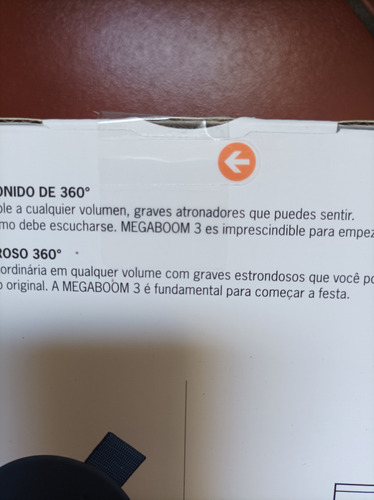 ONIDO DE 360°
ble a cualquier volumen, graves atronadores que puedes sentir.
mo debe escucharse. MEGABOOM 3 es imprescindible para empez
ROSO 360°
ordinária em qualquer volume com graves estrondosos que você po
o original. A MEGABOOM 3 é fundamental para começar a festa.